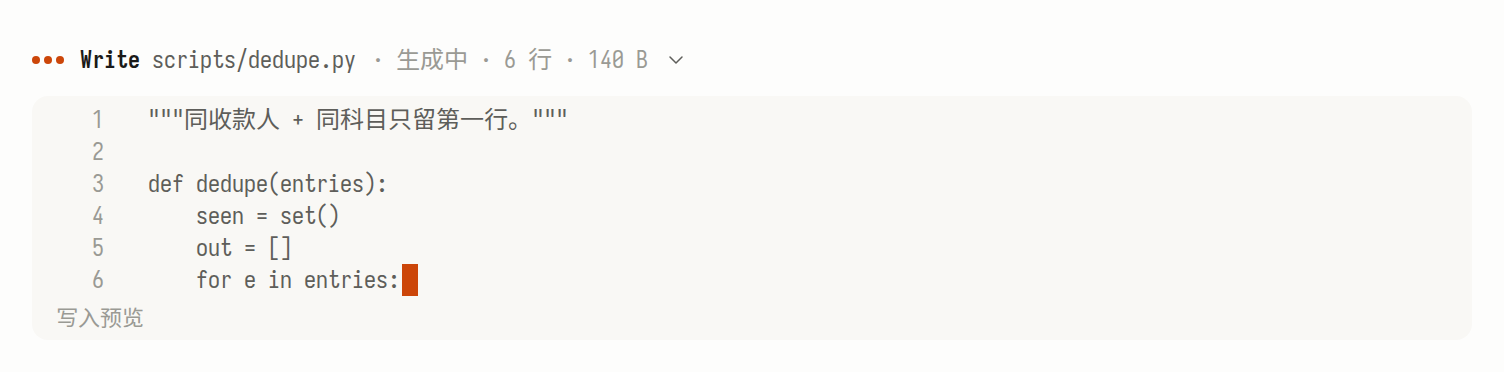 Write scripts/dedupe.py · 生成中 · 6 行 · 140 B
1 """同收款人 + 同科目只留第一行。"""
2
3 def dedupe(entries):
4     seen = set()
5     out = []
6     for e in entries:
写入预览